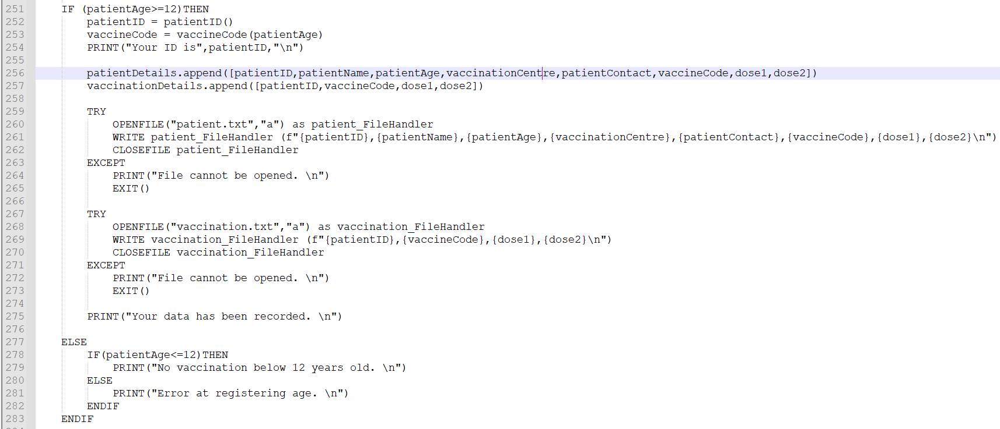 251 IF (patientAge>=12)THEN
252 patientID = patientID()
253 vaccineCode = vaccineCode(patientAge)
254 PRINT("Your ID is",patientID,"\n")
255
256 patientDetails.append([patientID,patientName,patientAge,vaccinationCentre,patientContact,vaccineCode,dose1,dose2])
257 vaccinationDetails.append([patientID,vaccineCode,dose1,dose2])
258
259 TRY
260 OPENFILE("patient.txt","a") as patient_FileHandler
261 WRITE patient_FileHandler (f"{patientID},{patientName},{patientAge},{vaccinationCentre},{patientContact},{vaccineCode},{dose1},{dose2}\n")
262 CLOSEFILE patient_FileHandler
263 EXCEPT
264 PRINT("File cannot be opened. \n")
265 EXIT()
266
267 TRY
268 OPENFILE("vaccination.txt","a") as vaccination_FileHandler
269 WRITE vaccination_FileHandler (f"{patientID},{vaccineCode},{dose1},{dose2}\n")
270 CLOSEFILE vaccination_FileHandler
271 EXCEPT
272 PRINT("File cannot be opened. \n")
273 EXIT()
274
275 PRINT("Your data has been recorded. \n")
276
277 ELSE
278 IF(patientAge<=12)THEN
279 PRINT("No vaccination below 12 years old. \n")
280 ELSE
281 PRINT("Error at registering age. \n")
282 ENDIF
283 ENDIF